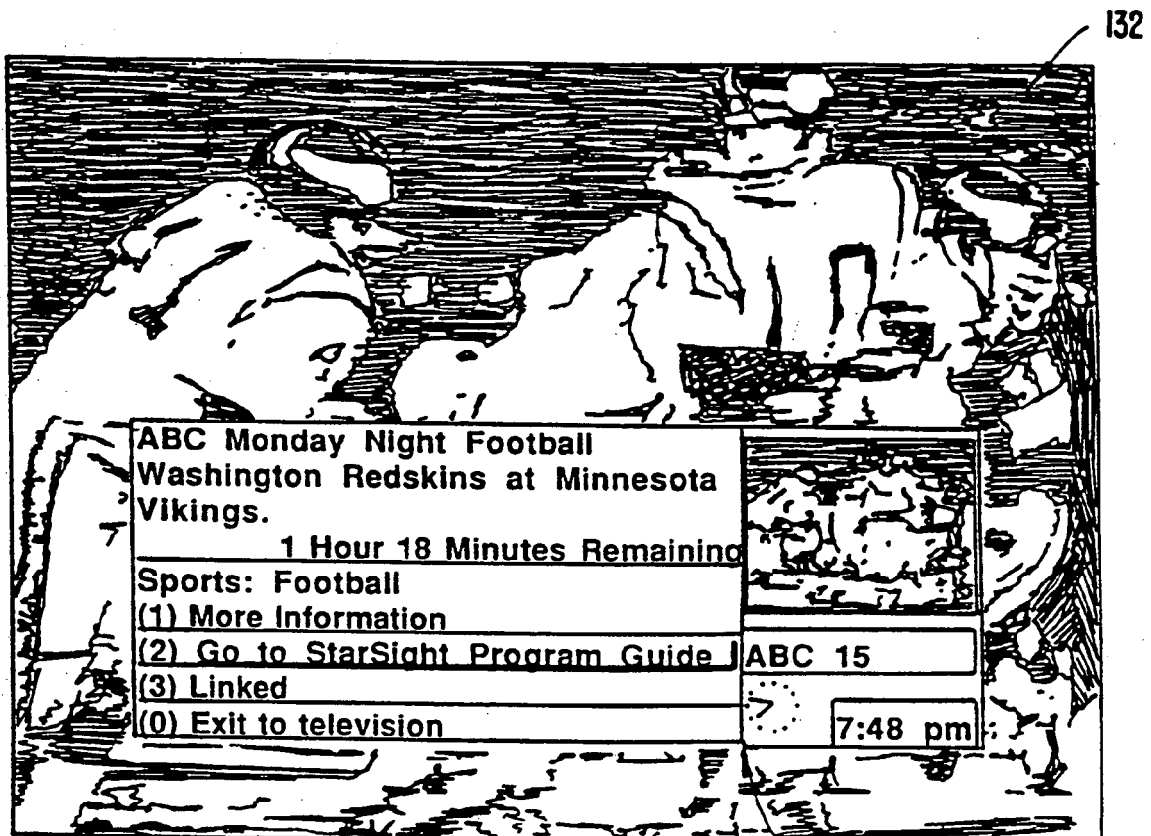 132
ABC Monday Night Football
Washington Redskins at Minnesota
Vikings.
1 Hour 18 Minutes Remaining
Sports: Football
(1) More Information
(2) Go to StarSight Program Guide
ABC 15
(3) Linked
(0) Exit to television
7:48 pm